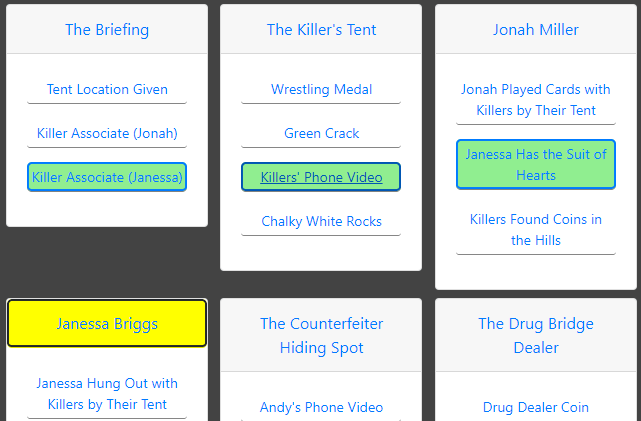 The Briefing
Tent Location Given
Killer Associate (Jonah)
Killer Associate (Janessa)
The Killer's Tent
Wrestling Medal
Green Crack
Killers' Phone Video
Chalky White Rocks
Jonah Miller
Jonah Played Cards with
Killers by Their Tent
Janessa Has the Suit of
Hearts
Killers Found Coins in
the Hills
Janessa Briggs
Janessa Hung Out with
Killers by Their Tent
The Counterfeiter
Hiding Spot
Andy's Phone Video
The Drug Bridge
Dealer
Drug Dealer Coin